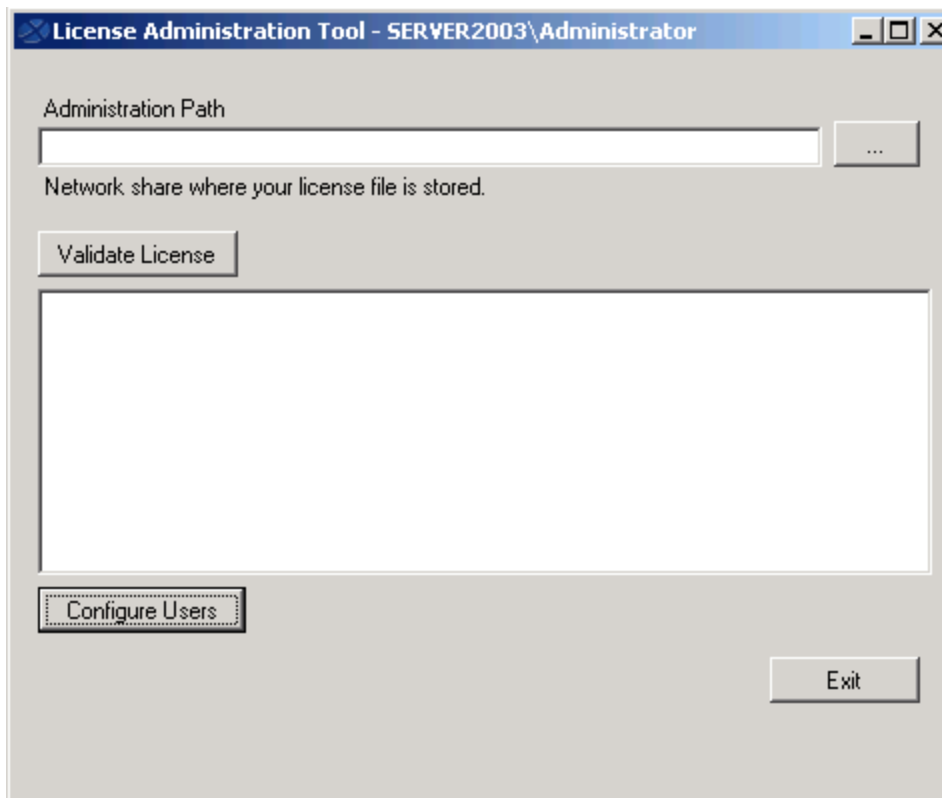 License Administration Tool - SERVER2003\Administrator
Administration Path
...
Network share where your license file is stored.
Validate License
Configure Users
Exit